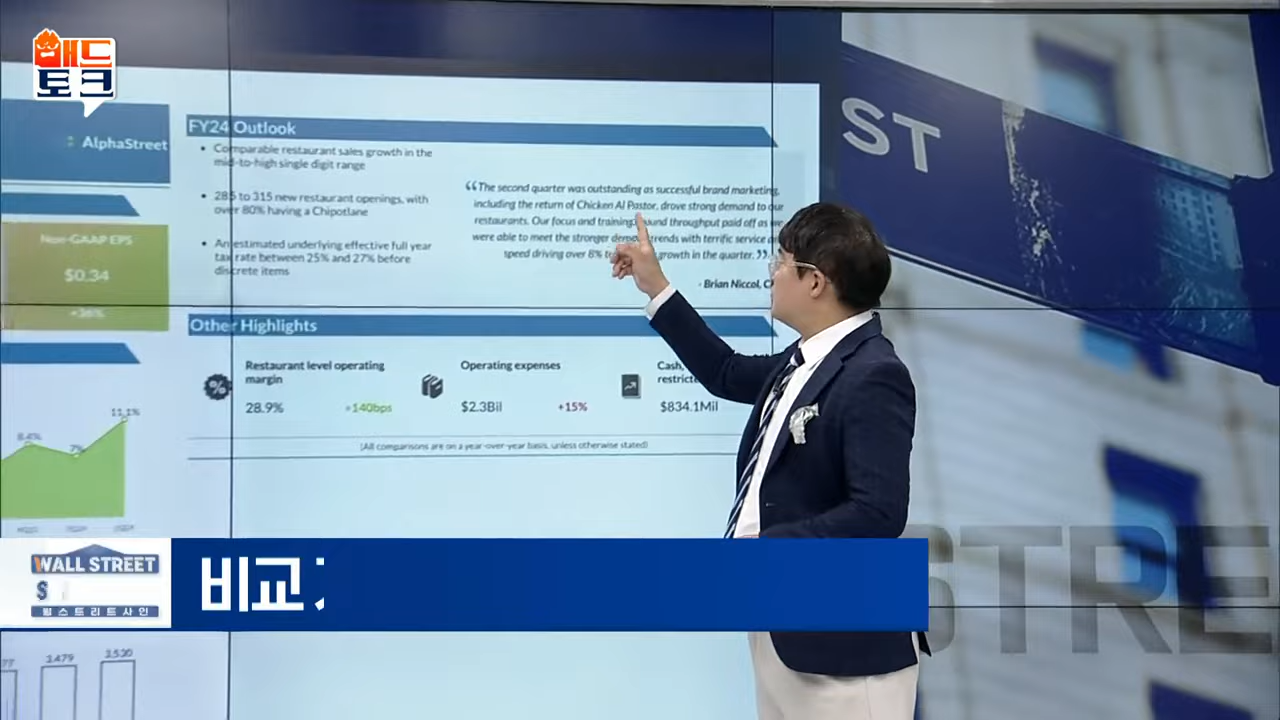 매드
토크
AlphaStreet
Non-GAAP EPS
$0.34
+36%
8.4%
7%
11.1%
3,479
3,530
FY24 Outlook
• Comparable restaurant sales growth in the
mid-to-high single digit range
• 285 to 315 new restaurant openings, with
over 80% having a Chipotlane
• An estimated underlying effective full year
tax rate between 25% and 27% before
discrete items
“The second quarter was outstanding as successful brand marketing,
including the return of Chicken Al Pastor, drove strong demand to our
restaurants. Our focus and training around throughput paid off as we
were able to meet the stronger demand trends with terrific service and
speed driving over 8% growth in the quarter.”
- Brian Niccol, C
Other Highlights
Restaurant level operating
margin
28.9% +140bps
Operating expenses
$2.3Bil +15%
Cash,
restricte
$834.1Mil
(All comparisons are on a year-over-year basis, unless otherwise stated)
ST
STRE
WALL STREET
S
월스트리트사인
비교